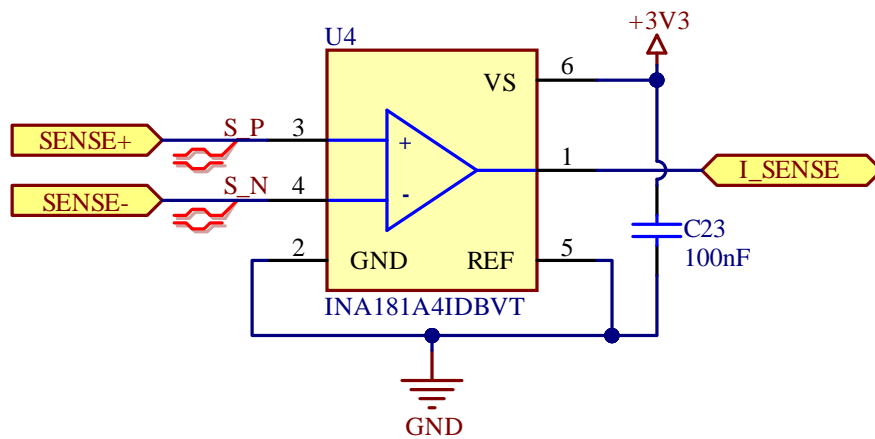 +3V3
U4
6
VS
SENSE+
S_P
3
+
1
I_SENSE
SENSE-
S_N
4
-
C23
100nF
2
GND
REF
5
INA181A4IDBVT
GND